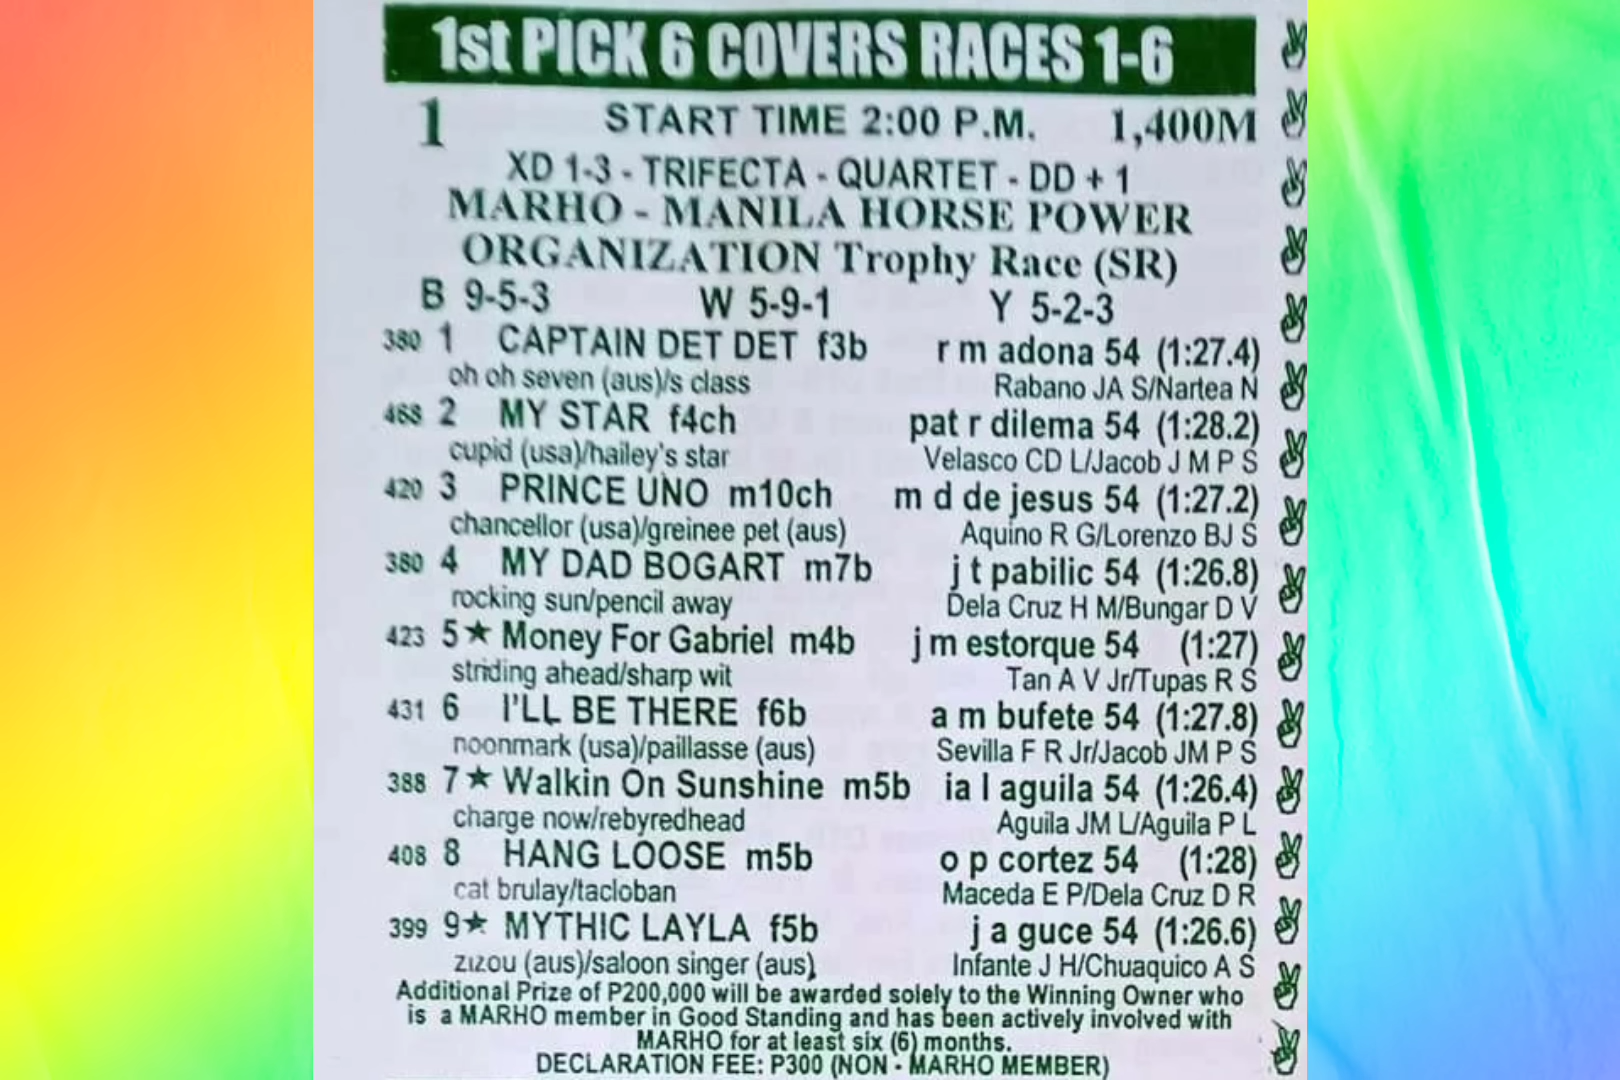 1st PICK 6 COVERS RACES 1-6
1 START TIME 2:00 P.M. 1,400M
XD 1-3 - TRIFECTA - QUARTET - DD + 1
MARHO - MANILA HORSE POWER
ORGANIZATION Trophy Race (SR)
B 9-5-3 W 5-9-1 Y 5-2-3
380 1 CAPTAIN DET DET f3b r m adona 54 (1:27.4)
oh oh seven (aus)/s class Rabano JA S/Nartea N
468 2 MY STAR f4ch pat r dilema 54 (1:28.2)
cupid (usa)/hailey's star Velasco CD L/Jacob J M P S
420 3 PRINCE UNO m10ch m d de jesus 54 (1:27.2)
chancellor (usa)/greinee pet (aus) Aquino R G/Lorenzo BJ S
380 4 MY DAD BOGART m7b j t pabilic 54 (1:26.8)
rocking sun/pencil away Dela Cruz H M/Bungar D V
423 5★ Money For Gabriel m4b j m estorque 54 (1:27)
striding ahead/sharp wit Tan A V Jr/Tupas R S
431 6 I'LL BE THERE f6b a m bufete 54 (1:27.8)
noonmark (usa)/paillasse (aus) Sevilla F R Jr/Jacob JM P S
388 7★ Walkin On Sunshine m5b ia l aguila 54 (1:26.4)
charge now/rebyredhead Aguila JM L/Aguila P L
408 8 HANG LOOSE m5b o p cortez 54 (1:28)
cat brulay/tacloban Maceda E P/Dela Cruz D R
399 9★ MYTHIC LAYLA f5b j a guce 54 (1:26.6)
zizou (aus)/saloon singer (aus) Infante J H/Chuaquico A S
Additional Prize of P200,000 will be awarded solely to the Winning Owner who
is a MARHO member in Good Standing and has been actively involved with
MARHO for at least six (6) months.
DECLARATION FEE: P300 (NON - MARHO MEMBER)